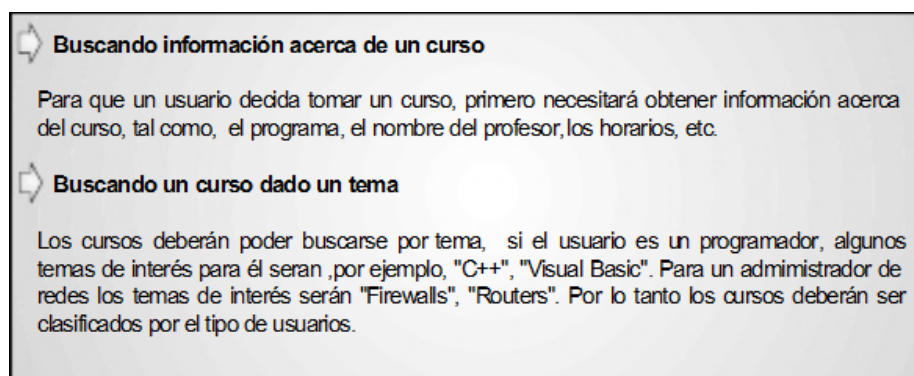 Buscando información acerca de un curso
Para que un usuario decida tomar un curso, primero necesitará obtener información acerca
del curso, tal como, el programa, el nombre del profesor,los horarios, etc.
Buscando un curso dado un tema
Los cursos deberán poder buscarse por tema, si el usuario es un programador, algunos
temas de interés para él seran ,por ejemplo, "C++", "Visual Basic". Para un admimistrador de
redes los temas de interés serán "Firewalls", "Routers". Por lo tanto los cursos deberán ser
clasificados por el tipo de usuarios.